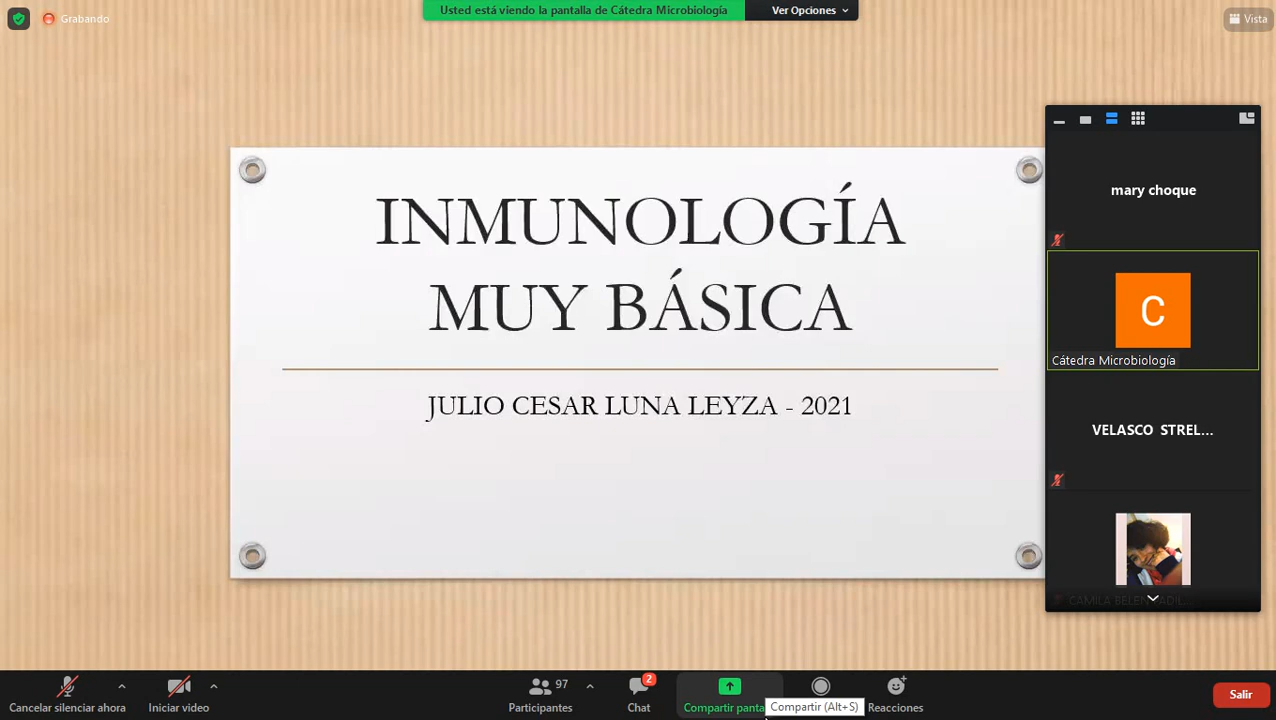 Grabando
Usted está viendo la pantalla de Cátedra Microbiología
Ver Opciones
Vista
INMUNOLOGÍA
MUY BÁSICA
JULIO CESAR LUNA LEYZA - 2021
mary choque
C
Cátedra Microbiología
VELASCO STREL...
CAMILA BELEN
Cancelar silenciar ahora
Iniciar video
97
Participantes
2
Chat
Compartir panta
Compartir (Alt+S)
Reacciones
Salir